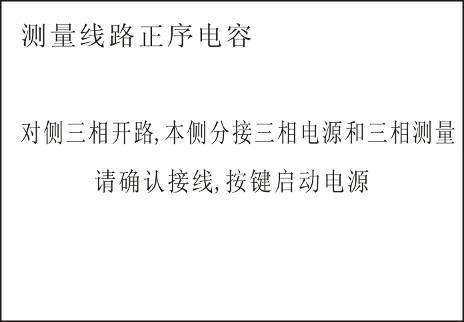 测量线路正序电容
对侧三相开路,本侧分接三相电源和三相测量
请确认接线,按键启动电源